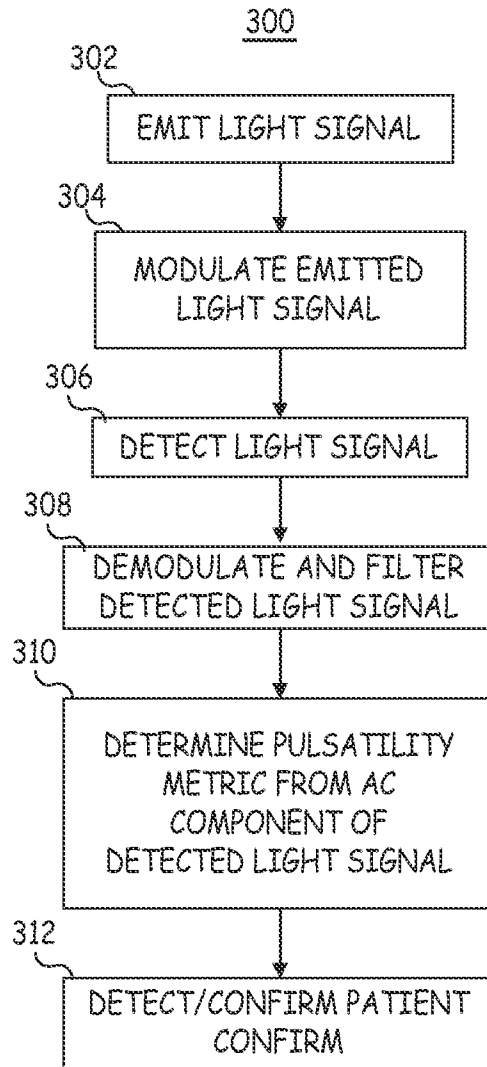 300
302
EMIT LIGHT SIGNAL
304
MODULATE EMITTED
LIGHT SIGNAL
306
DETECT LIGHT SIGNAL
308
DEMODULATE AND FILTER
DETECTED LIGHT SIGNAL
310
DETERMINE PULSATILITY
METRIC FROM AC
COMPONENT OF
DETECTED LIGHT SIGNAL
312
DETECT/CONFIRM PATIENT
CONFIRM